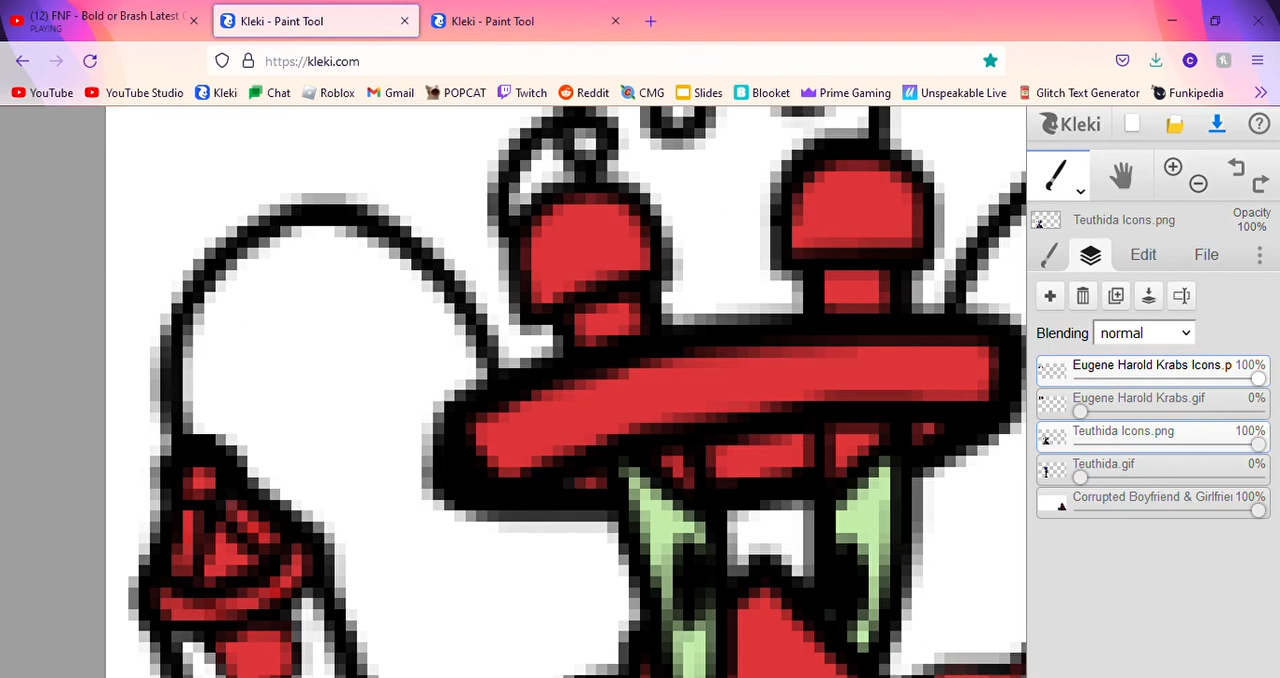 (12) FNF - Bold or Brash Latest
PLAYING
Kleki - Paint Tool
Kleki - Paint Tool
https://kleki.com
YouTube
YouTube Studio
Kleki
Chat
Roblox
Gmail
POPCAT
Twitch
Reddit
CMG
Slides
Blooket
Prime Gaming
Unspeakable Live
Glitch Text Generator
Funkipedia
Kleki
Teuthida Icons.png
Opacity
100%
Edit
File
Blending
normal
Eugene Harold Krabs Icons.p 100%
Eugene Harold Krabs.gif 0%
Teuthida Icons.png 100%
Teuthida.gif 0%
Corrupted Boyfriend & Girlfrie 100%